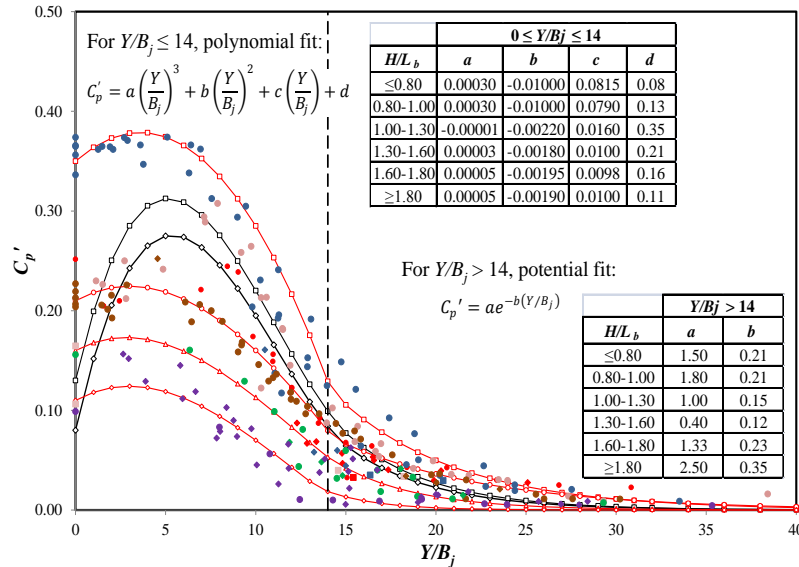 For Y/Bj ≤ 14, polynomial fit:
Cp' = a (Y/Bj)^3 + b (Y/Bj)^2 + c (Y/Bj) + d
0 ≤ Y/Bj ≤ 14
H/Lb a b c d
≤0.80 0.00030 -0.01000 0.0815 0.08
0.80-1.00 0.00030 -0.01000 0.0790 0.13
1.00-1.30 -0.00001 -0.00220 0.0160 0.35
1.30-1.60 0.00003 -0.00180 0.0100 0.21
1.60-1.80 0.00005 -0.00195 0.0098 0.16
≥1.80 0.00005 -0.00190 0.0100 0.11
For Y/Bj > 14, potential fit:
Cp' = ae^-b(Y/Bj)
Y/Bj > 14
H/Lb a b
≤0.80 1.50 0.21
0.80-1.00 1.80 0.21
1.00-1.30 1.00 0.15
1.30-1.60 0.40 0.12
1.60-1.80 1.33 0.23
≥1.80 2.50 0.35
Cp'
0.50
0.40
0.30
0.20
0.10
0.00
0 5 10 15 20 25 30 35 40
Y/Bj